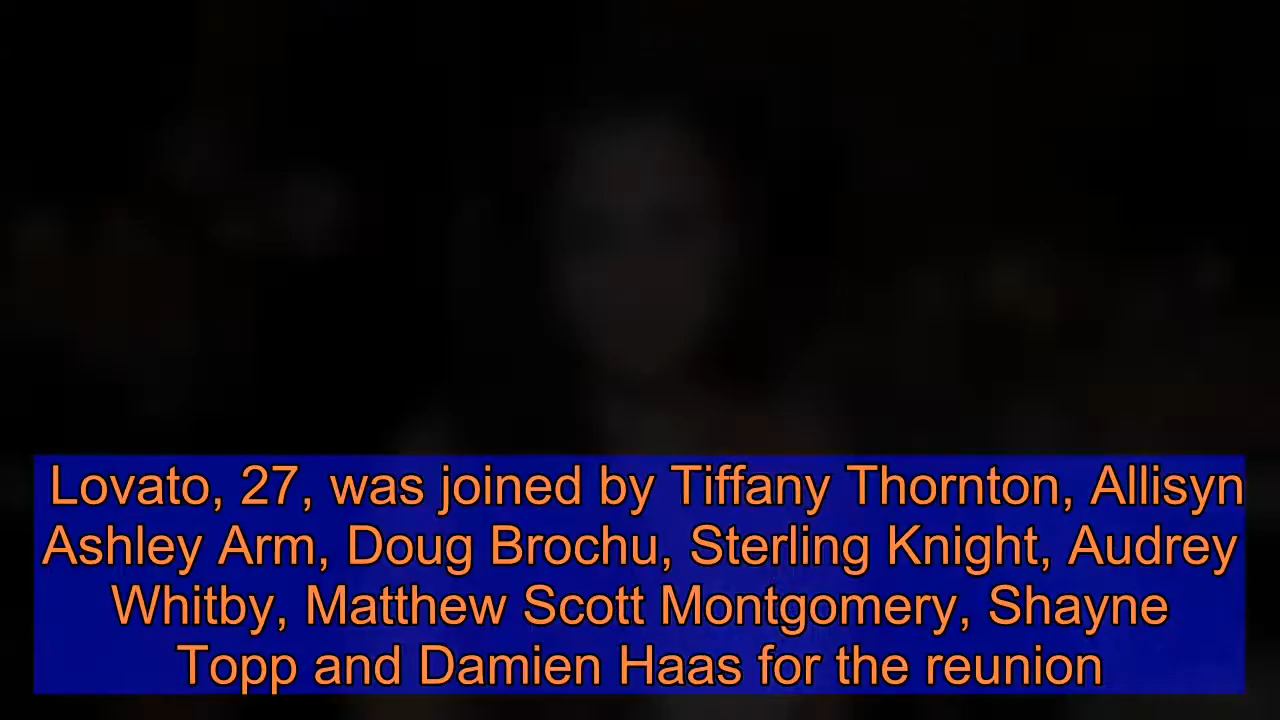 Lovato, 27, was joined by Tiffany Thornton, Allisyn
Ashley Arm, Doug Brochu, Sterling Knight, Audrey
Whitby, Matthew Scott Montgomery, Shayne
Topp and Damien Haas for the reunion